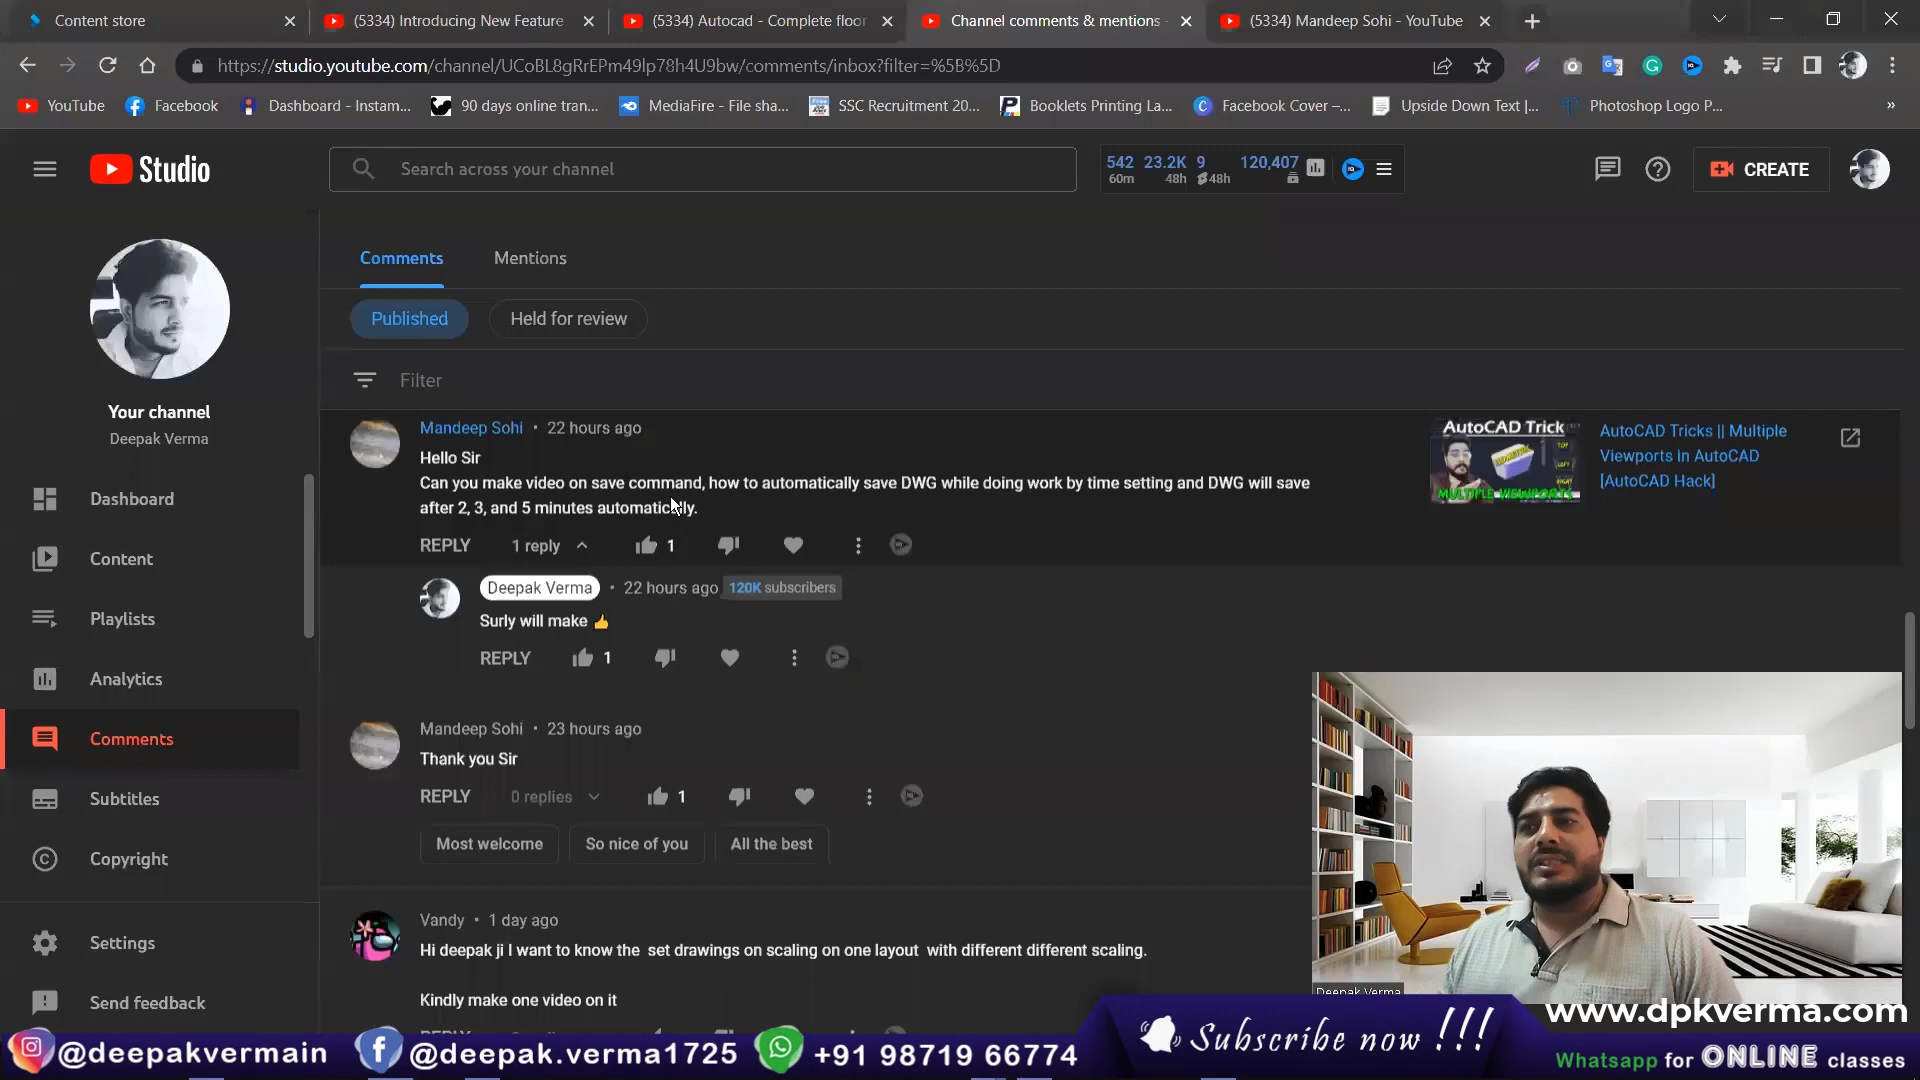 Content store
(5334) Introducing New Feature
(5334) Autocad - Complete floor
Channel comments & mentions -
(5334) Mandeep Sohi - YouTube
https://studio.youtube.com/channel/UCoBL8gRrEPm49lp78h4U9bw/comments/inbox?filter=%5B%5D
YouTube
Facebook
Dashboard - Instam...
90 days online tran...
MediaFire - File sha...
SSC Recruitment 20...
Booklets Printing La...
Facebook Cover –...
Upside Down Text |...
Photoshop Logo P...
»
Studio
Search across your channel
542 23.2K 9 120,407
60m 48h 48h
CREATE
Your channel
Deepak Verma
Dashboard
Content
Playlists
Analytics
Comments
Subtitles
Copyright
Settings
Send feedback
Comments
Mentions
Published
Held for review
Filter
Mandeep Sohi • 22 hours ago
Hello Sir
Can you make video on save command, how to automatically save DWG while doing work by time setting and DWG will save
after 2, 3, and 5 minutes automatically.
REPLY 1 reply 1
AutoCAD Trick
TOP
LEFT
RIGHT
MULTIPLE VIEWPORTS
AutoCAD Tricks || Multiple
Viewports in AutoCAD
[AutoCAD Hack]
Deepak Verma • 22 hours ago 120K subscribers
Surly will make 👍
REPLY 1
Mandeep Sohi • 23 hours ago
Thank you Sir
REPLY 0 replies 1
Most welcome
So nice of you
All the best
Vandy • 1 day ago
Hi deepak ji I want to know the set drawings on scaling on one layout with different different scaling.
Kindly make one video on it
REPLY
Deepak Verma
@deepakvermain
@deepak.verma1725
+91 98719 66774
Subscribe now !!!
www.dpkverma.com
Whatsapp for ONLINE classes